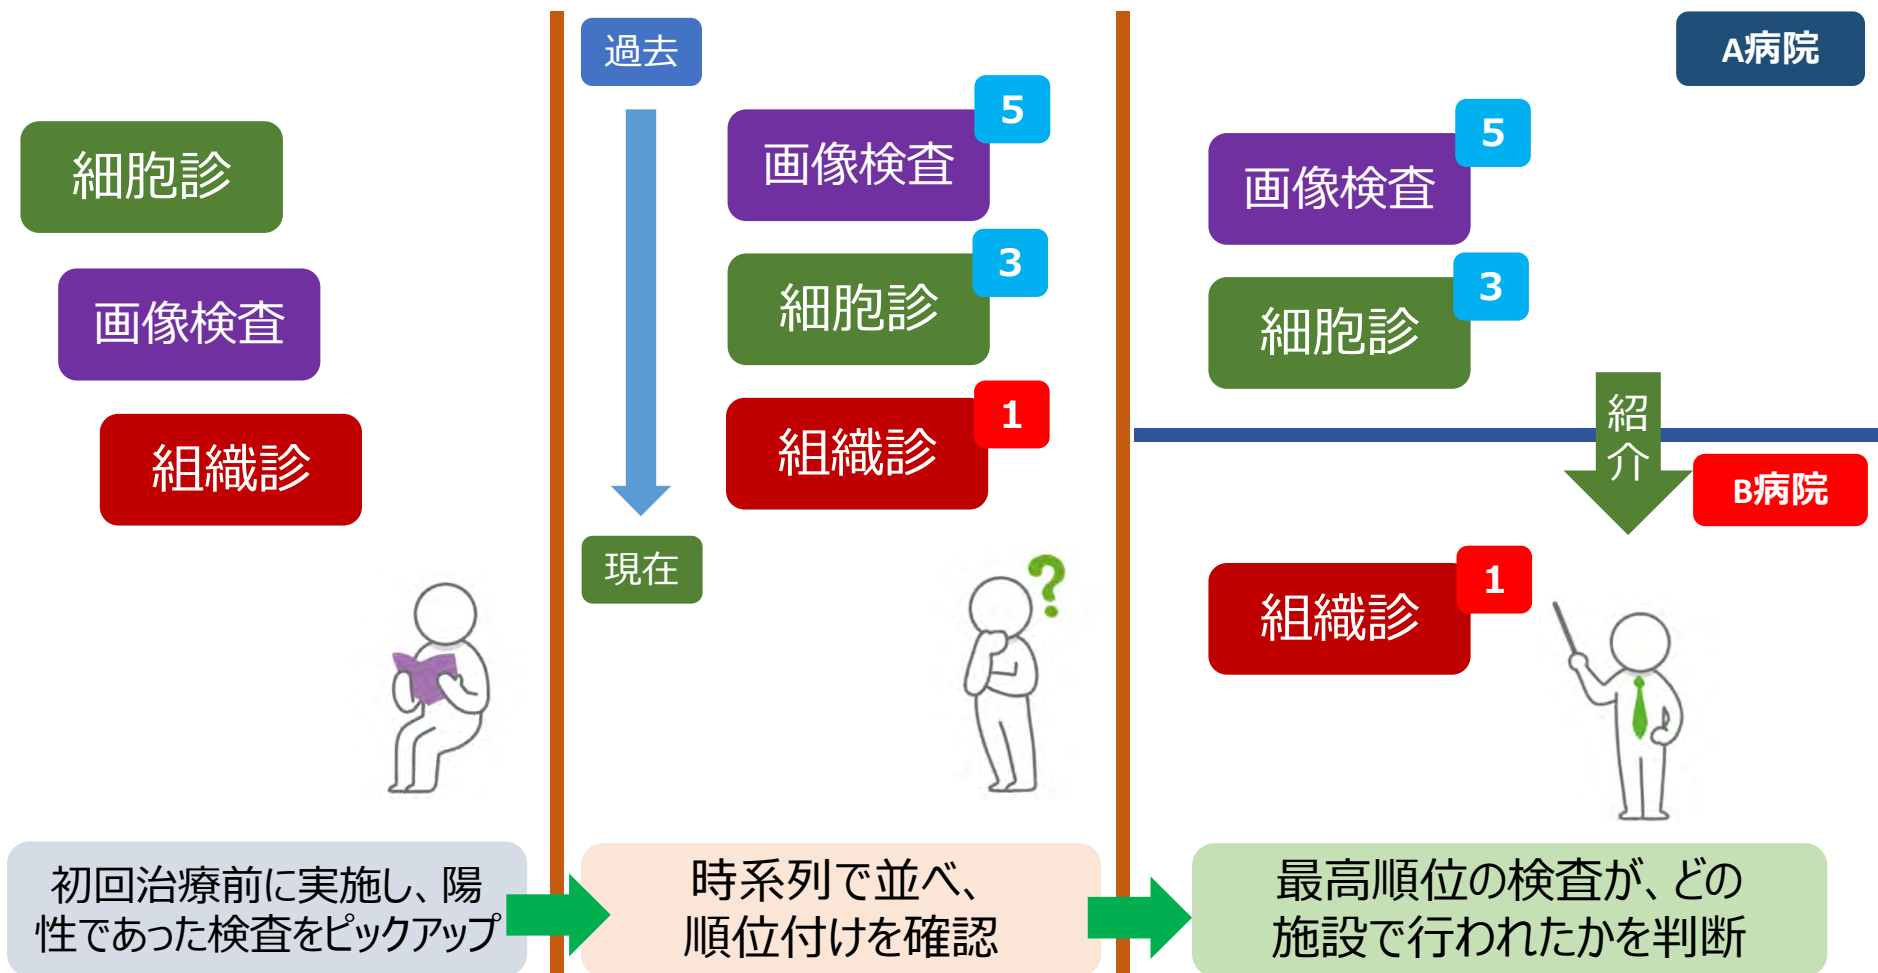 細胞診
画像検査
組織診
初回治療前に実施し、陽
性であった検査をピックアップ
過去
5
画像検査
3
細胞診
1
組織診
現在
?
時系列で並べ、
順位付けを確認
A病院
5
画像検査
3
細胞診
紹
介
B病院
1
組織診
最高順位の検査が、どの
施設で行われたかを判断